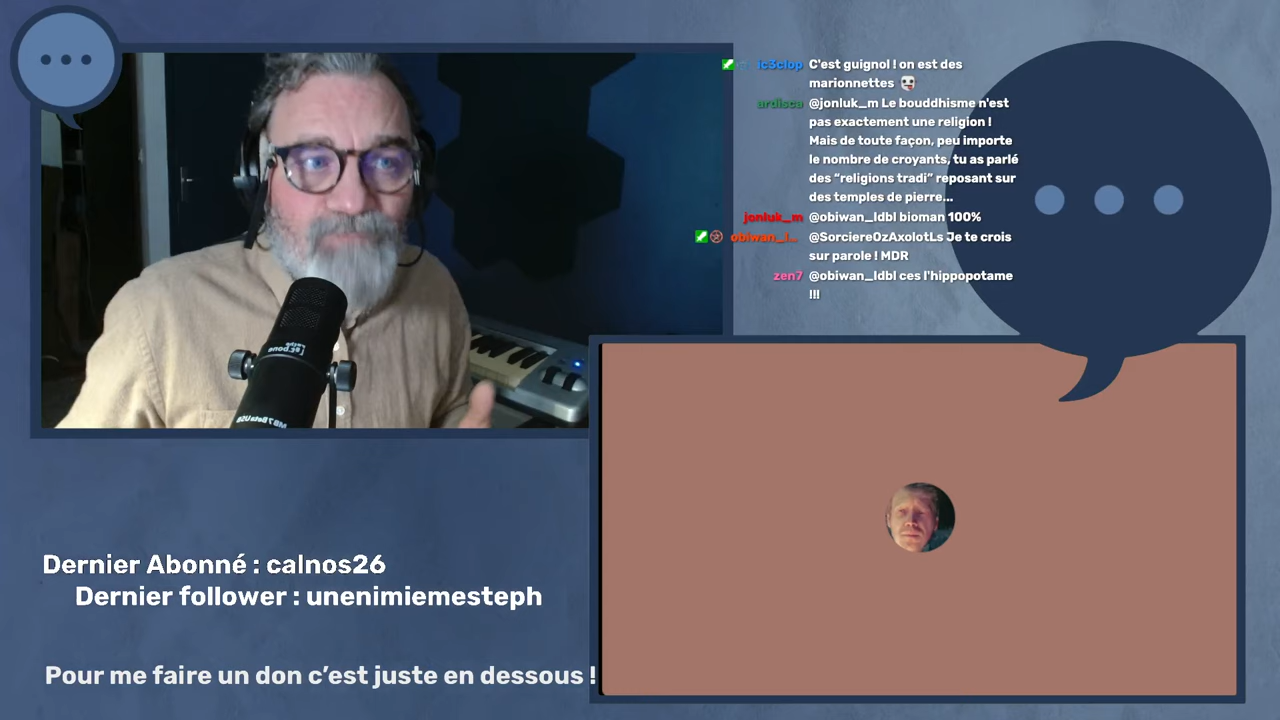 ic3clop C'est guignol ! on est des
marionnettes
ardisca @jonluk_m Le bouddhisme n'est
pas exactement une religion !
Mais de toute façon, peu importe
le nombre de croyants, tu as parlé
des “religions tradi” reposant sur
des temples de pierre...
jonluk_m @obiwan_ldbl bioman 100%
obiwan_l... @SorciereOzAxolotLs Je te crois
sur parole ! MDR
zen7 @obiwan_ldbl ces l'hippopotame
!!!
Dernier Abonné : calnos26
Dernier follower : unenimiemesteph
Pour me faire un don c’est juste en dessous !